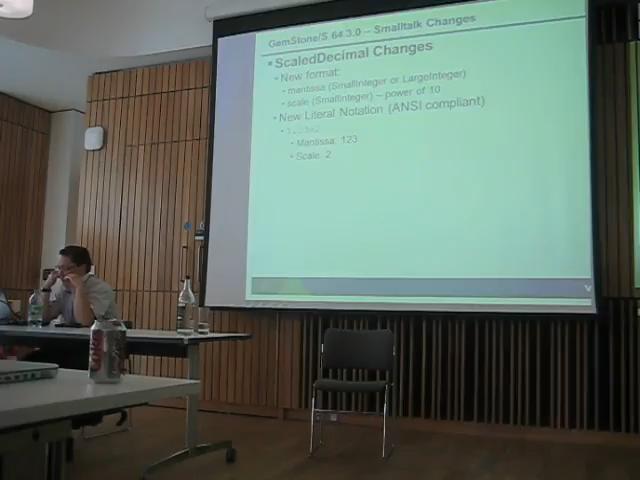 GemStone/S 64 3.0 – Smalltalk Changes
ScaledDecimal Changes
New format:
mantissa (SmallInteger or LargeInteger)
scale (SmallInteger) – power of 10
New Literal Notation (ANSI compliant)
Mantissa: 123
Scale: 2